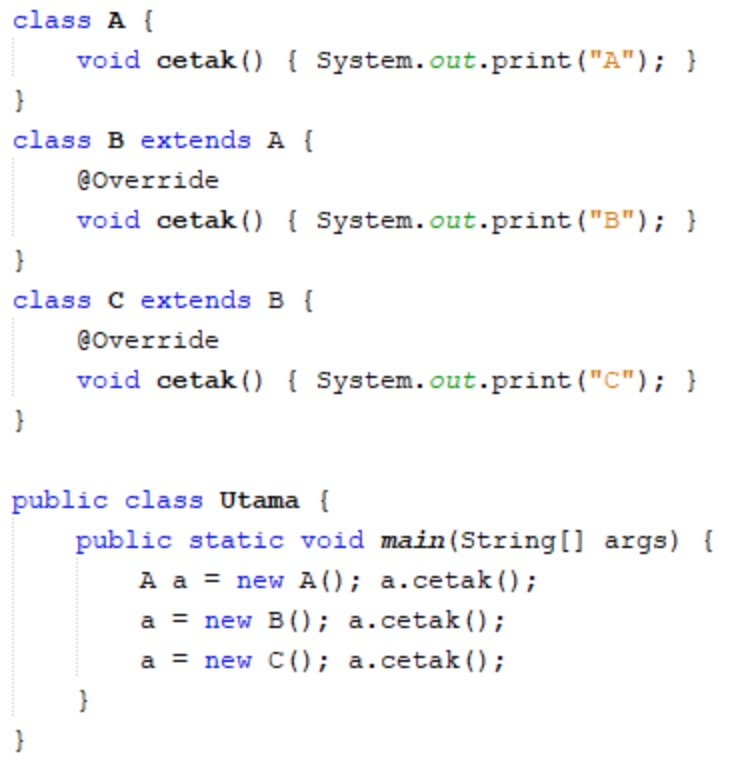 class A {
    void cetak() { System.out.print("A"); }
}
class B extends A {
    @Override
    void cetak() { System.out.print("B"); }
}
class C extends B {
    @Override
    void cetak() { System.out.print("C"); }
}

public class Utama {
    public static void main(String[] args) {
        A a = new A(); a.cetak();
        a = new B(); a.cetak();
        a = new C(); a.cetak();
    }
}